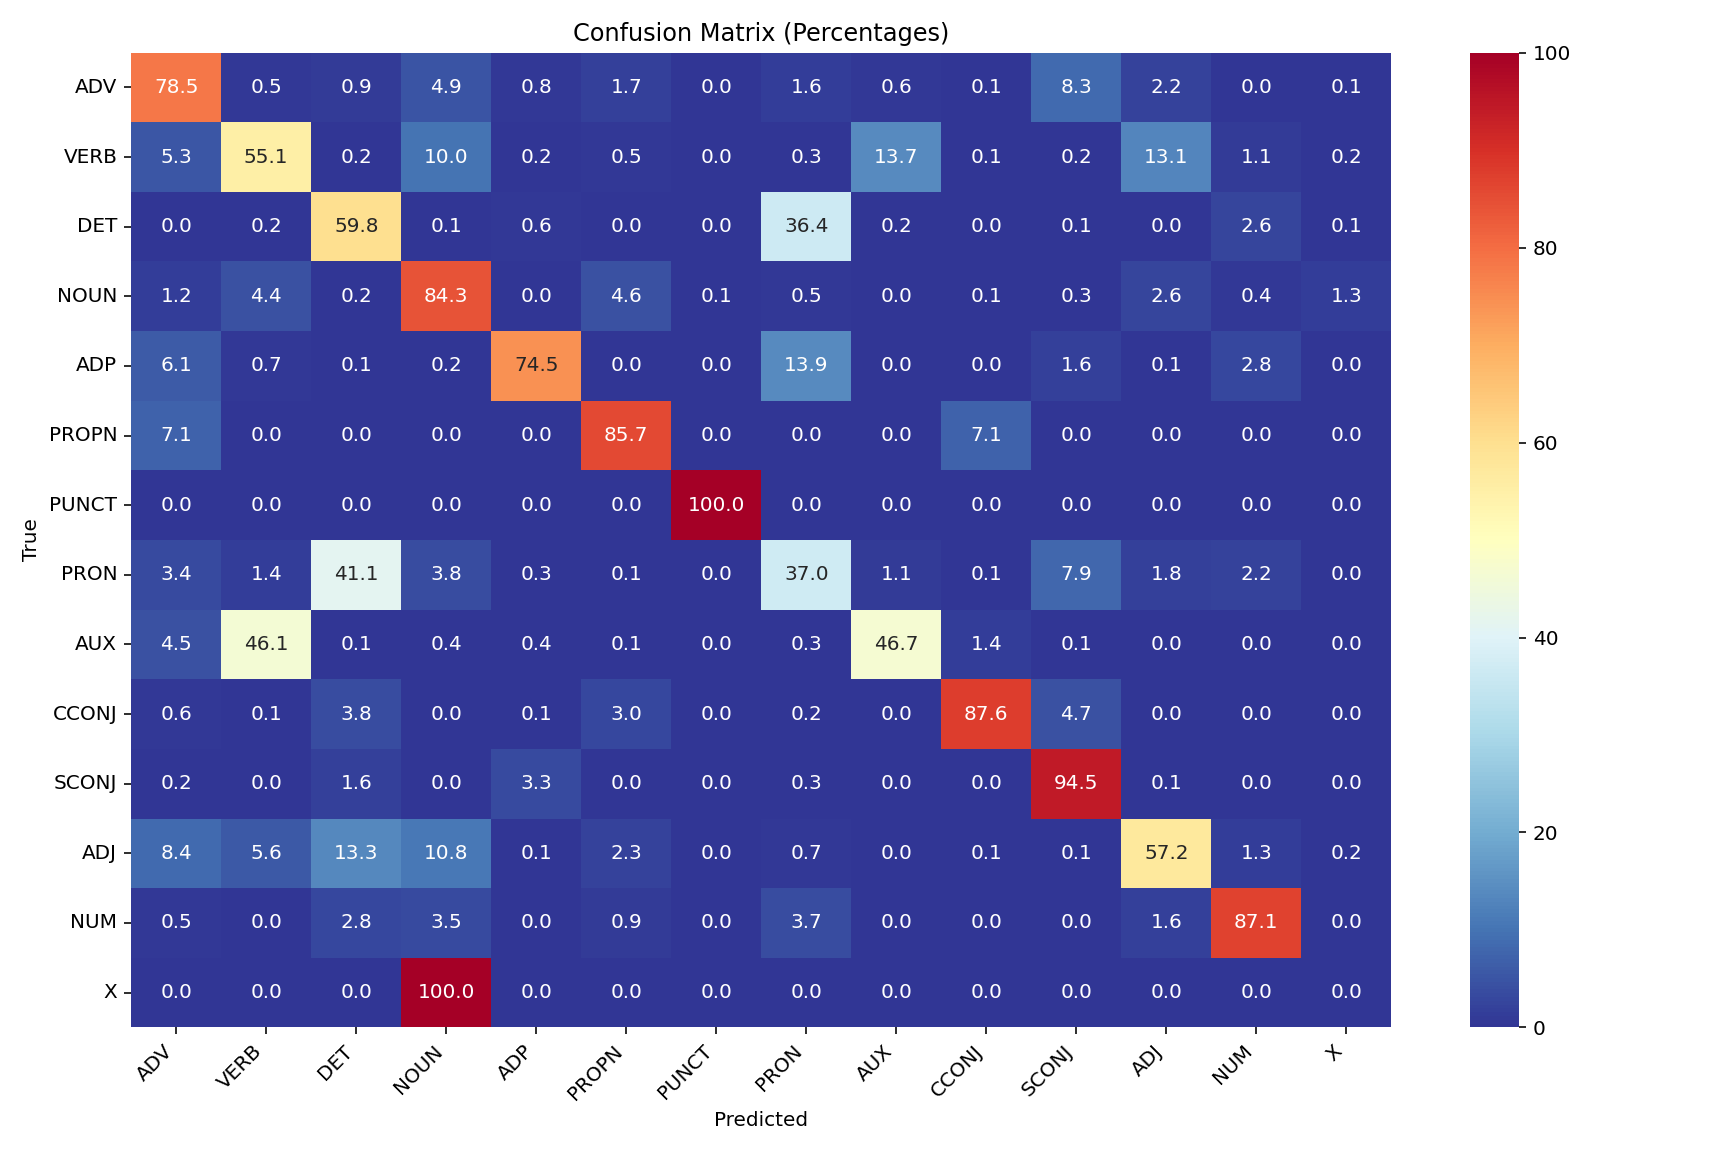 Confusion Matrix (Percentages)
ADV 78.5 0.5 0.9 4.9 0.8 1.7 0.0 1.6 0.6 0.1 8.3 2.2 0.0 0.1
VERB 5.3 55.1 0.2 10.0 0.2 0.5 0.0 0.3 13.7 0.1 0.2 13.1 1.1 0.2
DET 0.0 0.2 59.8 0.1 0.6 0.0 0.0 36.4 0.2 0.0 0.1 0.0 2.6 0.1
NOUN 1.2 4.4 0.2 84.3 0.0 4.6 0.1 0.5 0.0 0.1 0.3 2.6 0.4 1.3
ADP 6.1 0.7 0.1 0.2 74.5 0.0 0.0 13.9 0.0 0.0 1.6 0.1 2.8 0.0
PROPN 7.1 0.0 0.0 0.0 0.0 85.7 0.0 0.0 0.0 7.1 0.0 0.0 0.0 0.0
PUNCT 0.0 0.0 0.0 0.0 0.0 0.0 100.0 0.0 0.0 0.0 0.0 0.0 0.0 0.0
PRON 3.4 1.4 41.1 3.8 0.3 0.1 0.0 37.0 1.1 0.1 7.9 1.8 2.2 0.0
AUX 4.5 46.1 0.1 0.4 0.4 0.1 0.0 0.3 46.7 1.4 0.1 0.0 0.0 0.0
CCONJ 0.6 0.1 3.8 0.0 0.1 3.0 0.0 0.2 0.0 87.6 4.7 0.0 0.0 0.0
SCONJ 0.2 0.0 1.6 0.0 3.3 0.0 0.0 0.3 0.0 0.0 94.5 0.1 0.0 0.0
ADJ 8.4 5.6 13.3 10.8 0.1 2.3 0.0 0.7 0.0 0.1 0.1 57.2 1.3 0.2
NUM 0.5 0.0 2.8 3.5 0.0 0.9 0.0 3.7 0.0 0.0 0.0 1.6 87.1 0.0
X 0.0 0.0 0.0 100.0 0.0 0.0 0.0 0.0 0.0 0.0 0.0 0.0 0.0 0.0
True
ADV VERB DET NOUN ADP PROPN PUNCT PRON AUX CCONJ SCONJ ADJ NUM X
Predicted
100
80
60
40
20
0